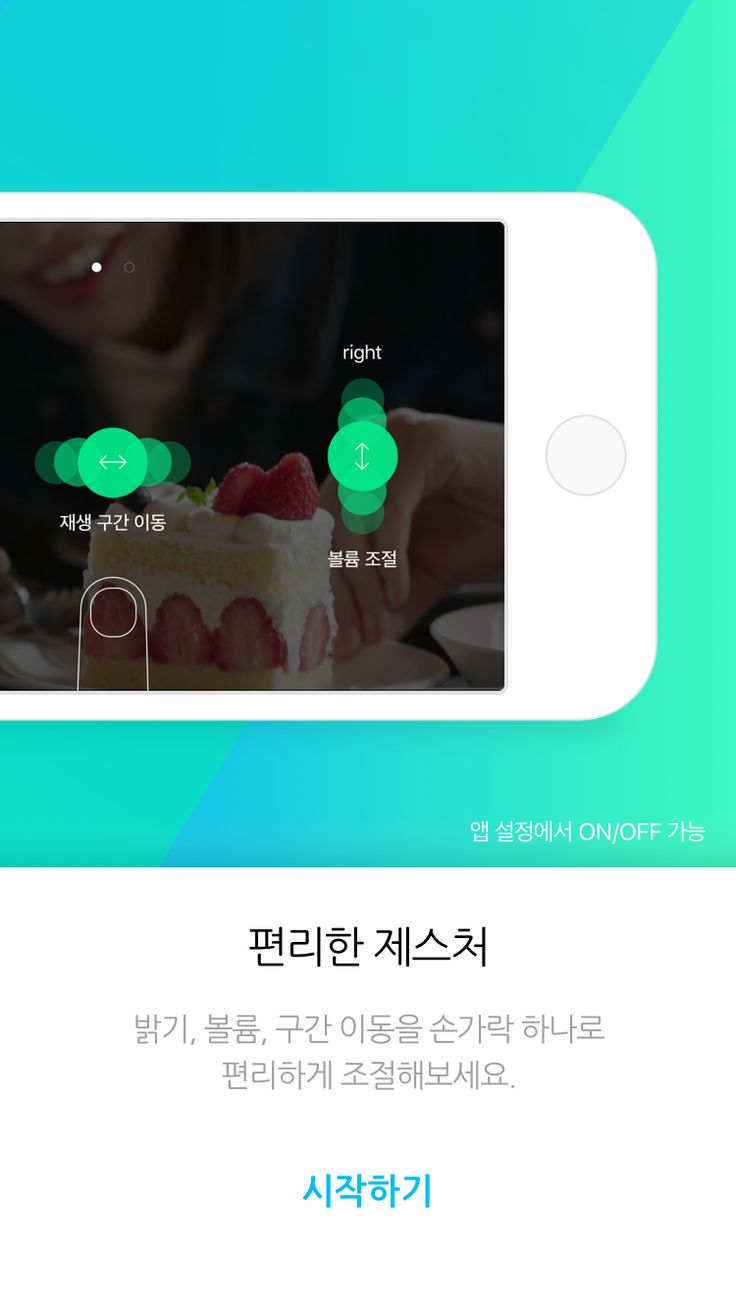 right
재생 구간 이동
볼륨 조절
앱 설정에서 ON/OFF 가능
편리한 제스처
밝기, 볼륨, 구간 이동을 손가락 하나로
편리하게 조절해보세요.
시작하기